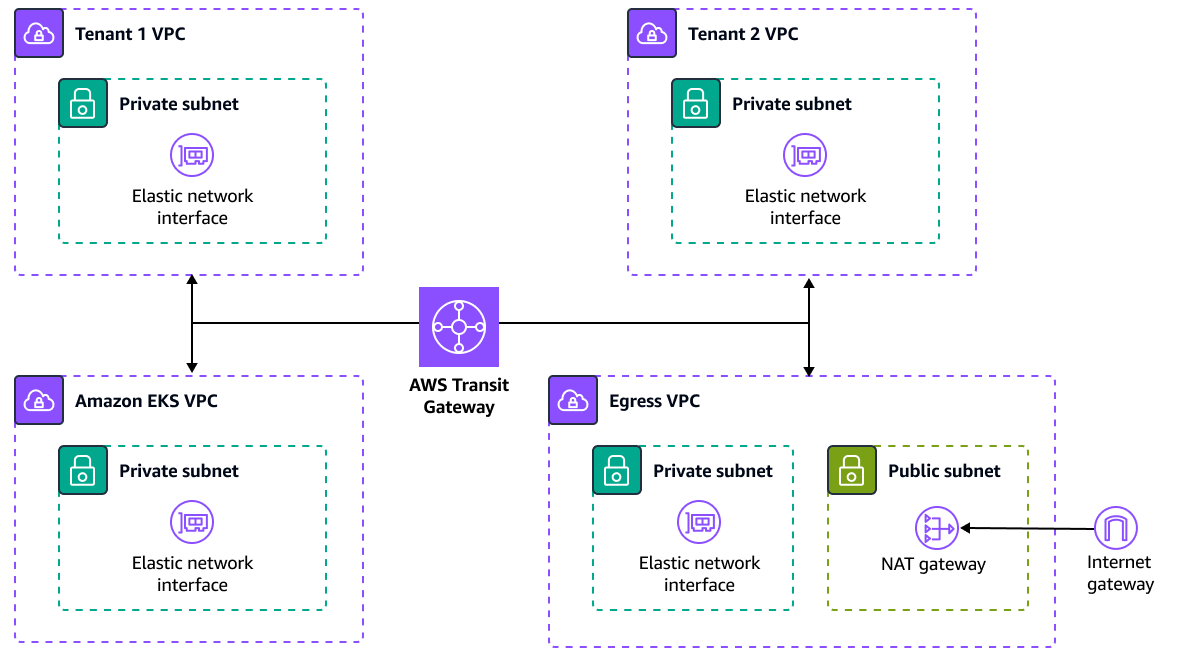 Tenant 1 VPC
Private subnet
Elastic network
interface
Tenant 2 VPC
Private subnet
Elastic network
interface
AWS Transit
Gateway
Amazon EKS VPC
Private subnet
Elastic network
interface
Egress VPC
Private subnet
Elastic network
interface
Public subnet
NAT gateway
Internet
gateway